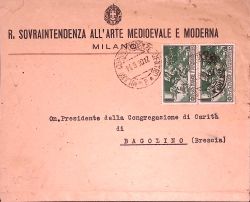 R. SOVRAINTENDENZA ALL'ARTE MEDIOEVALE E MODERNA
MILANO
On. Presidente della Congregazione di Carità
di
BAGOLINO (Brescia)